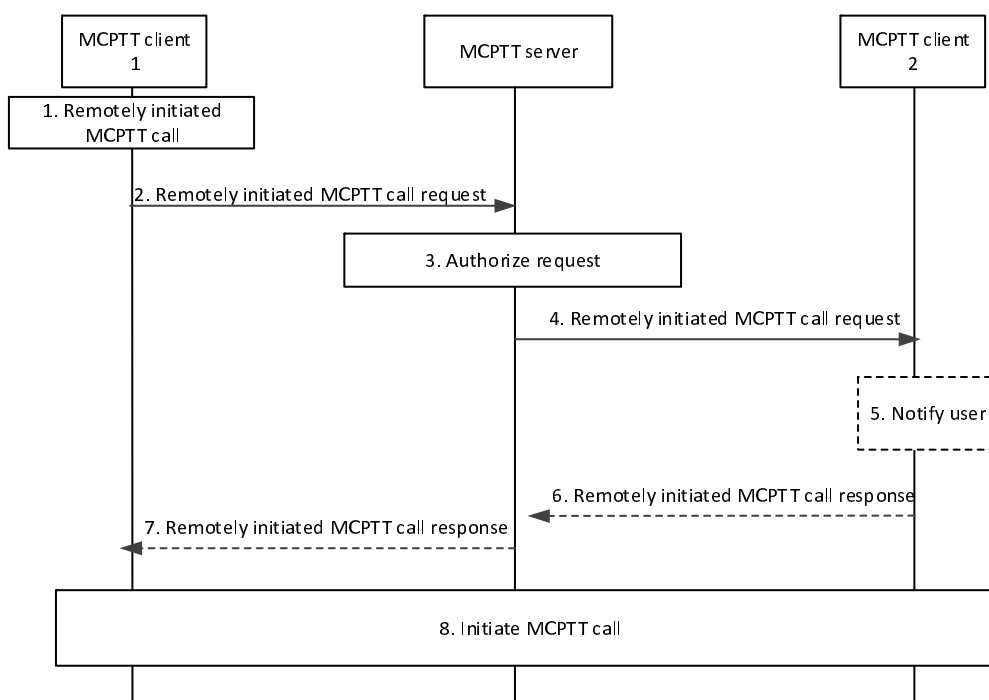 MCPTT client
1
MCPTT server
MCPTT client
2
1. Remotely initiated
MCPTT call
2. Remotely initiated MCPTT call request
3. Authorize request
4. Remotely initiated MCPTT call request
5. Notify user
6. Remotely initiated MCPTT call response
7. Remotely initiated MCPTT call response
8. Initiate MCPTT call